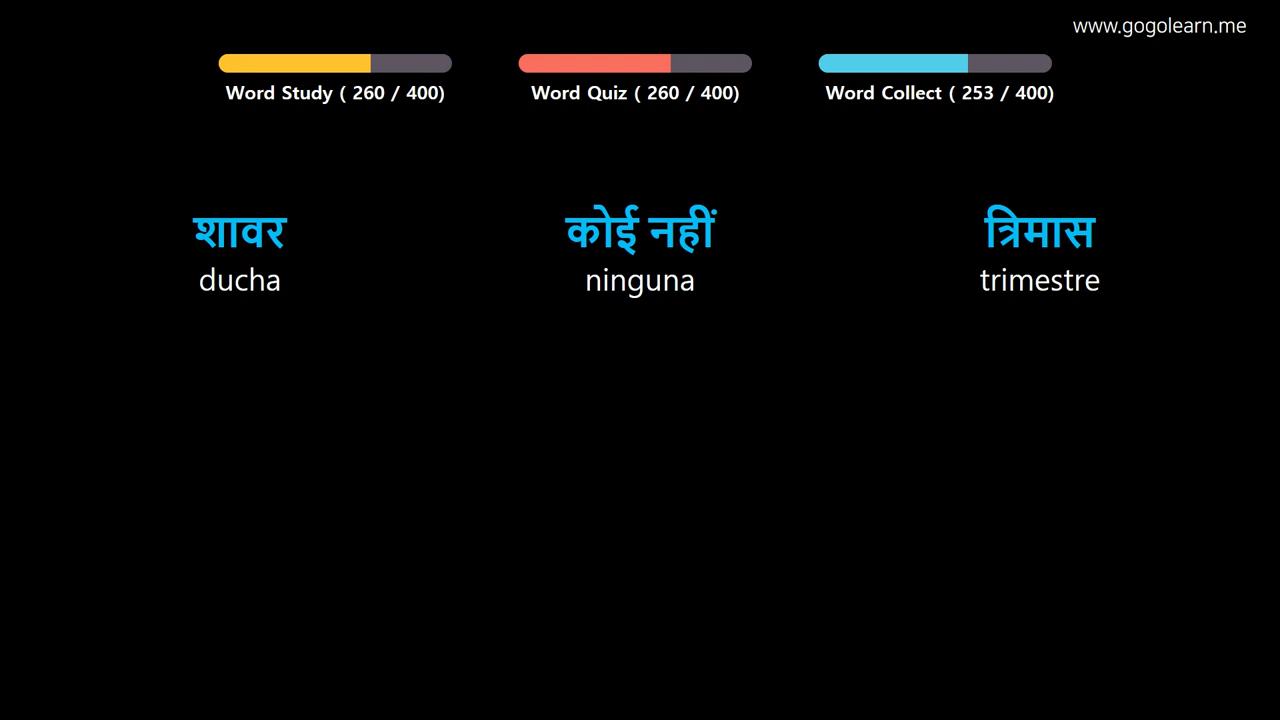 www.gogolearn.me
Word Study ( 260 / 400)
Word Quiz ( 260 / 400)
Word Collect ( 253 / 400)
शावर
ducha
कोई नहीं
ninguna
त्रिमास
trimestre